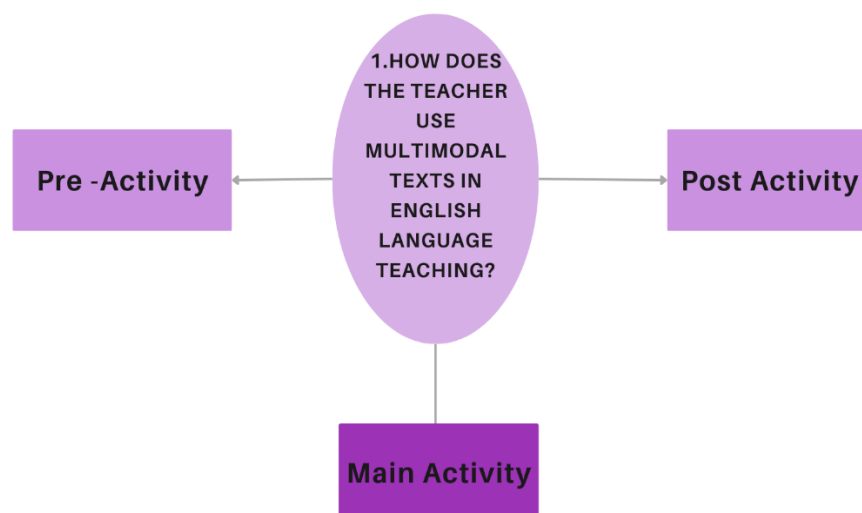 1.HOW DOES
THE TEACHER
USE
MULTIMODAL
TEXTS IN
ENGLISH
LANGUAGE
TEACHING?
Pre -Activity
Post Activity
Main Activity